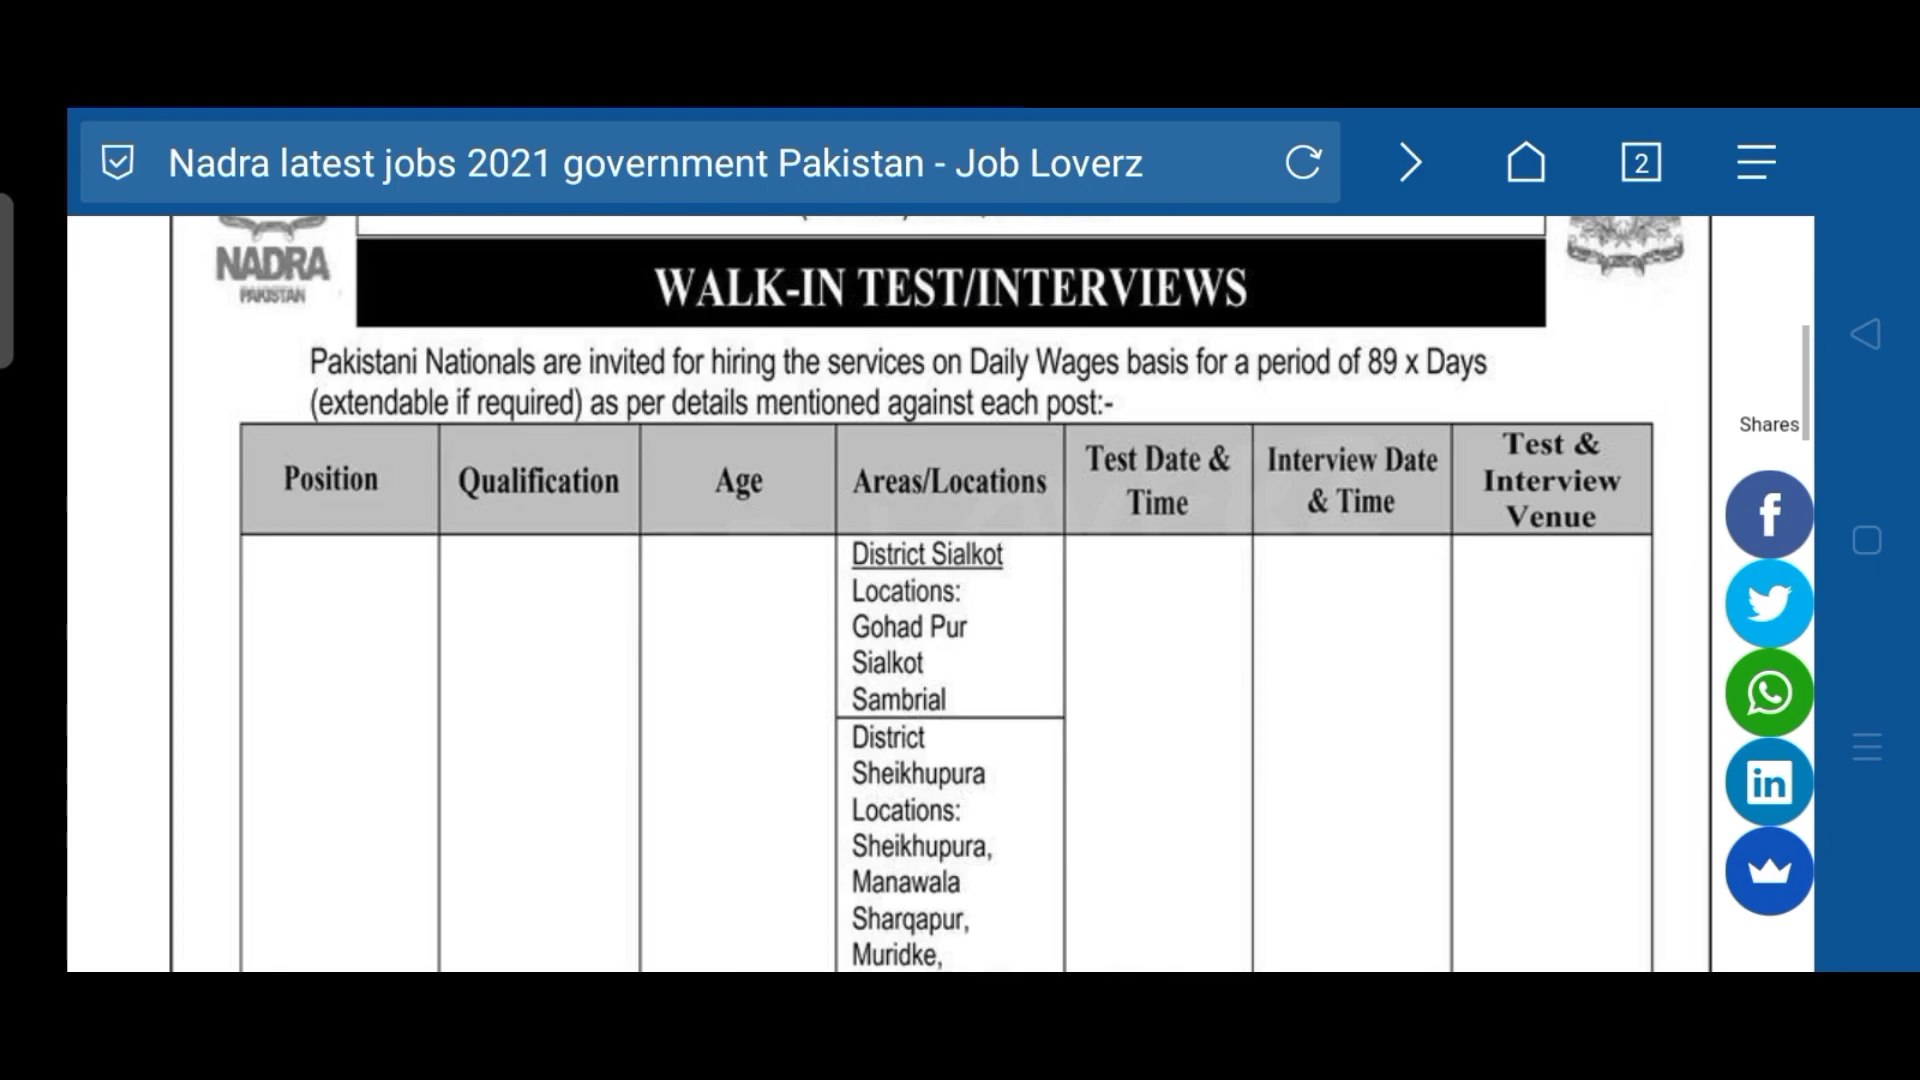 Nadra latest jobs 2021 government Pakistan - Job Loverz
2
NADRA
PAKISTAN
WALK-IN TEST/INTERVIEWS
Pakistani Nationals are invited for hiring the services on Daily Wages basis for a period of 89 x Days
(extendable if required) as per details mentioned against each post:-
Position
Qualification
Age
Areas/Locations
Test Date &
Time
Interview Date
& Time
Test &
Interview
Venue
District Sialkot
Locations:
Gohad Pur
Sialkot
Sambrial
District
Sheikhupura
Locations:
Sheikhupura,
Manawala
Sharqapur,
Muridke,
Shares
f
in